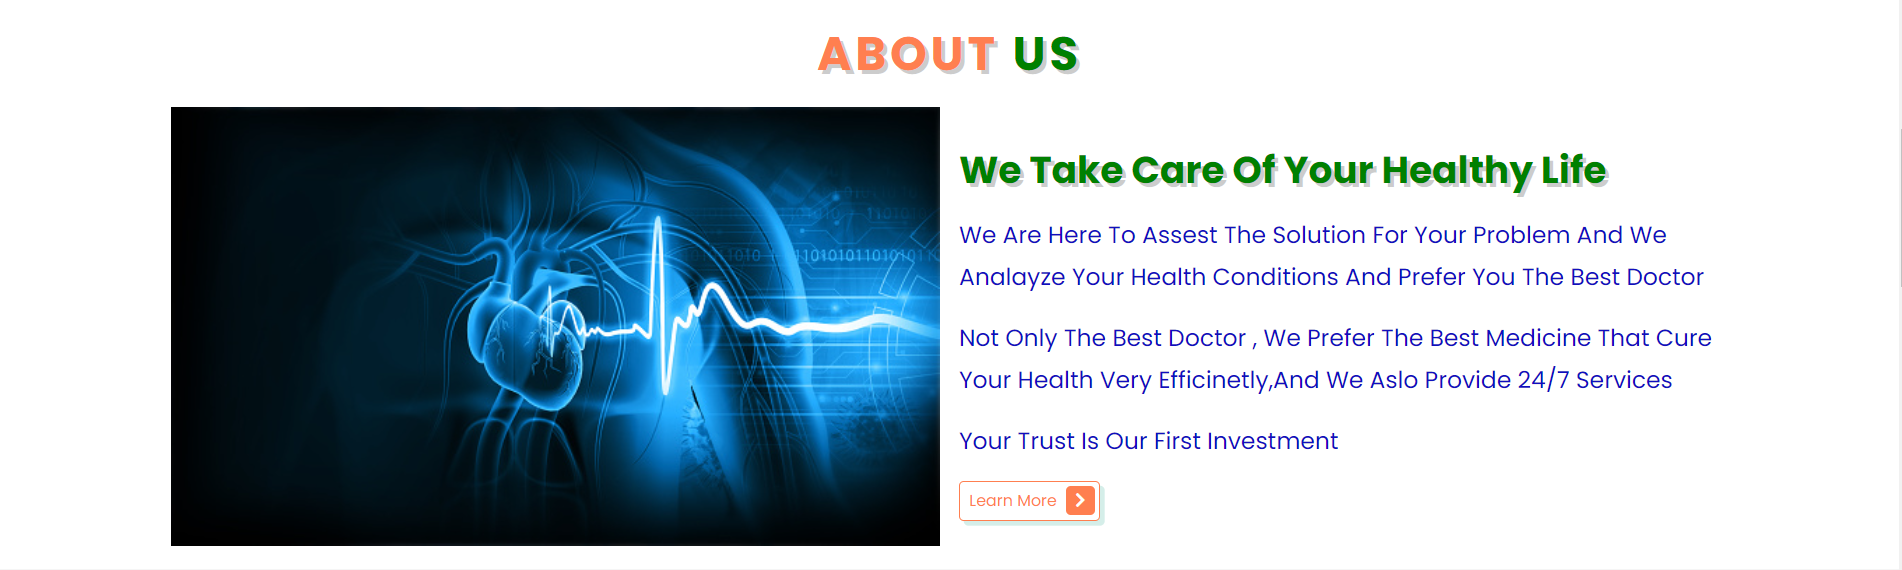 ABOUT US
We Take Care Of Your Healthy Life
We Are Here To Assest The Solution For Your Problem And We
Analayze Your Health Conditions And Prefer You The Best Doctor
Not Only The Best Doctor , We Prefer The Best Medicine That Cure
Your Health Very Efficinetly,And We Aslo Provide 24/7 Services
Your Trust Is Our First Investment
Learn More